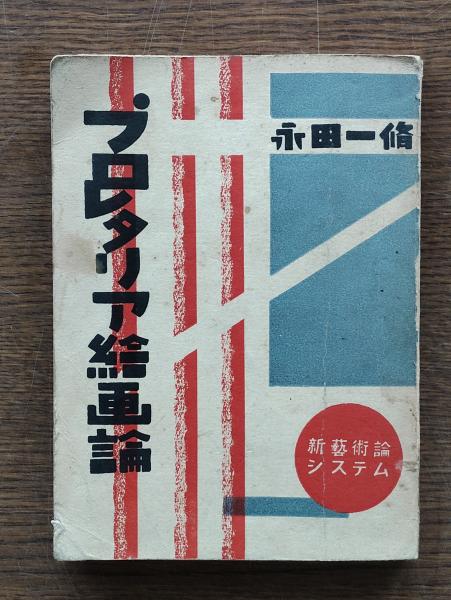 プロレタリア絵画論
永田一脩
新藝術論
システム